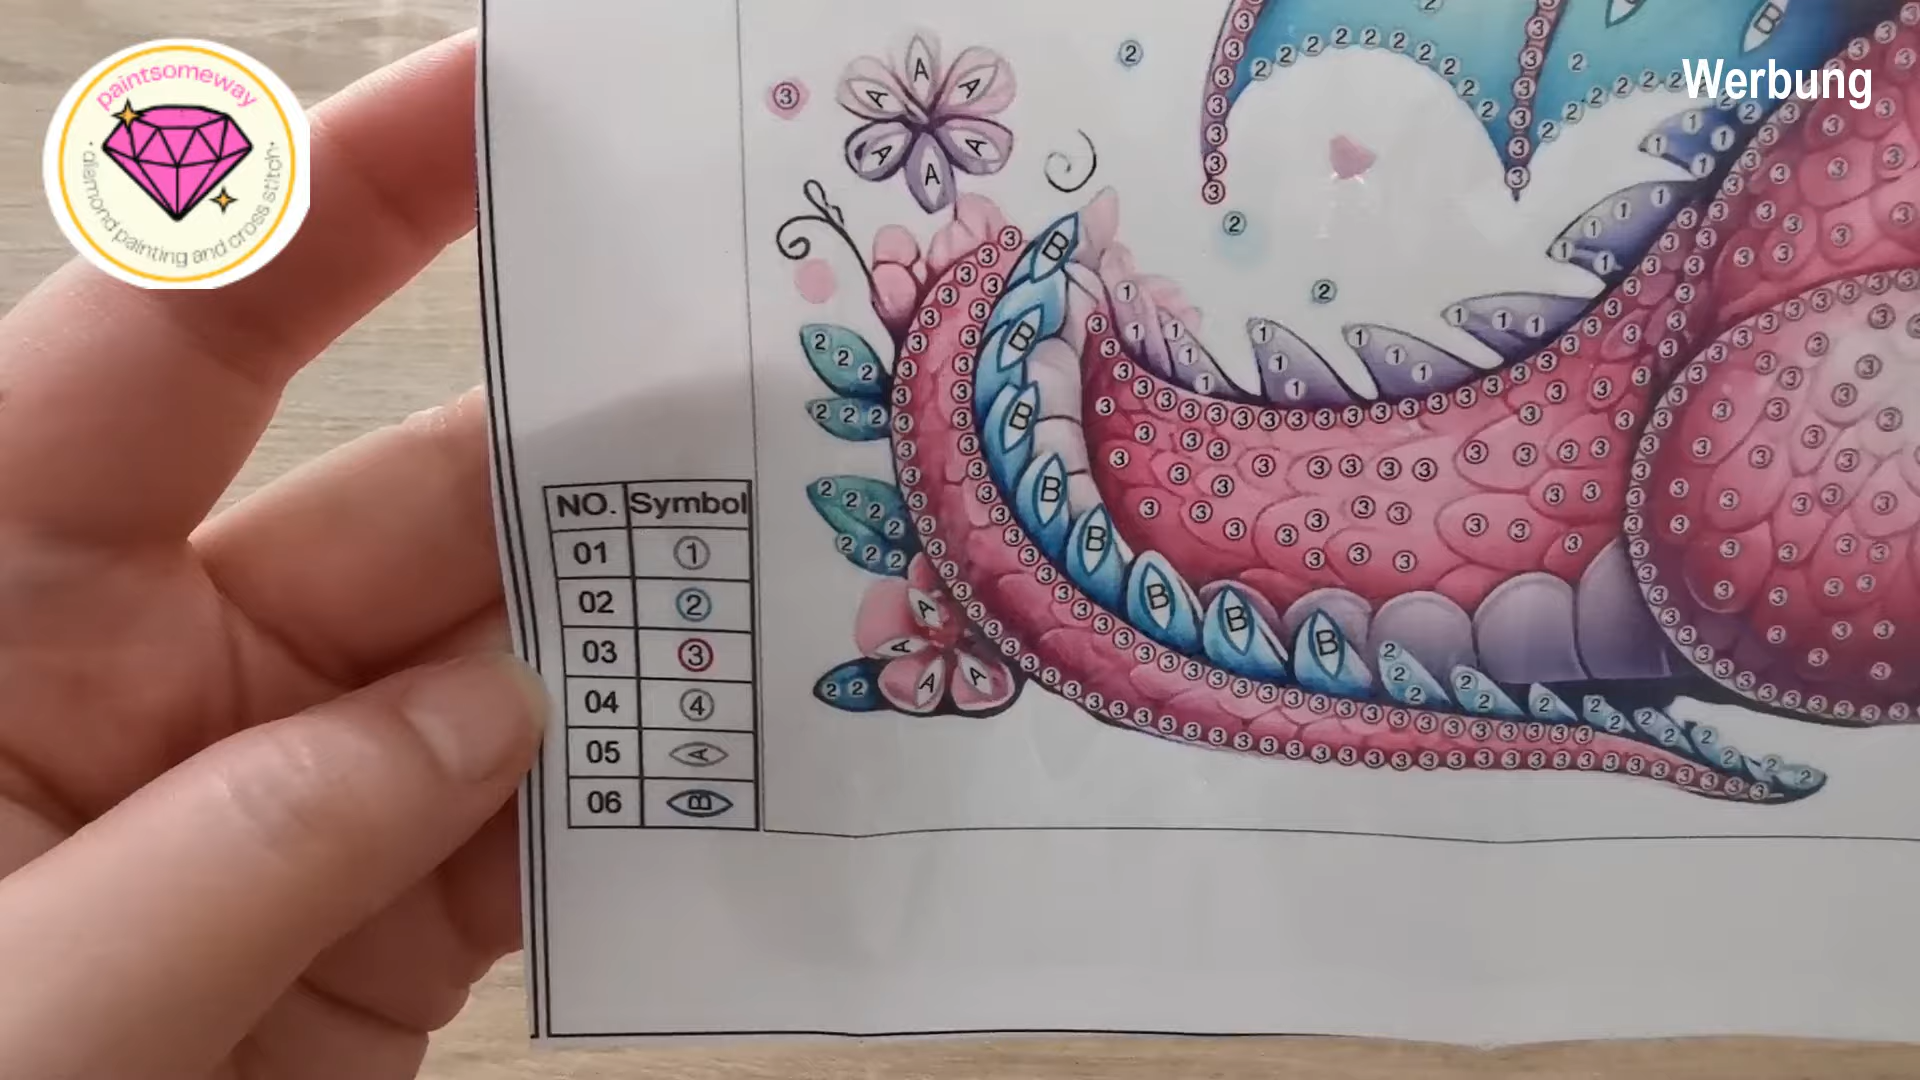 paintsomeway
diamond painting and cross stitch
Werbung
NO. Symbol
01 1
02 2
03 3
04 4
05 A
06 B